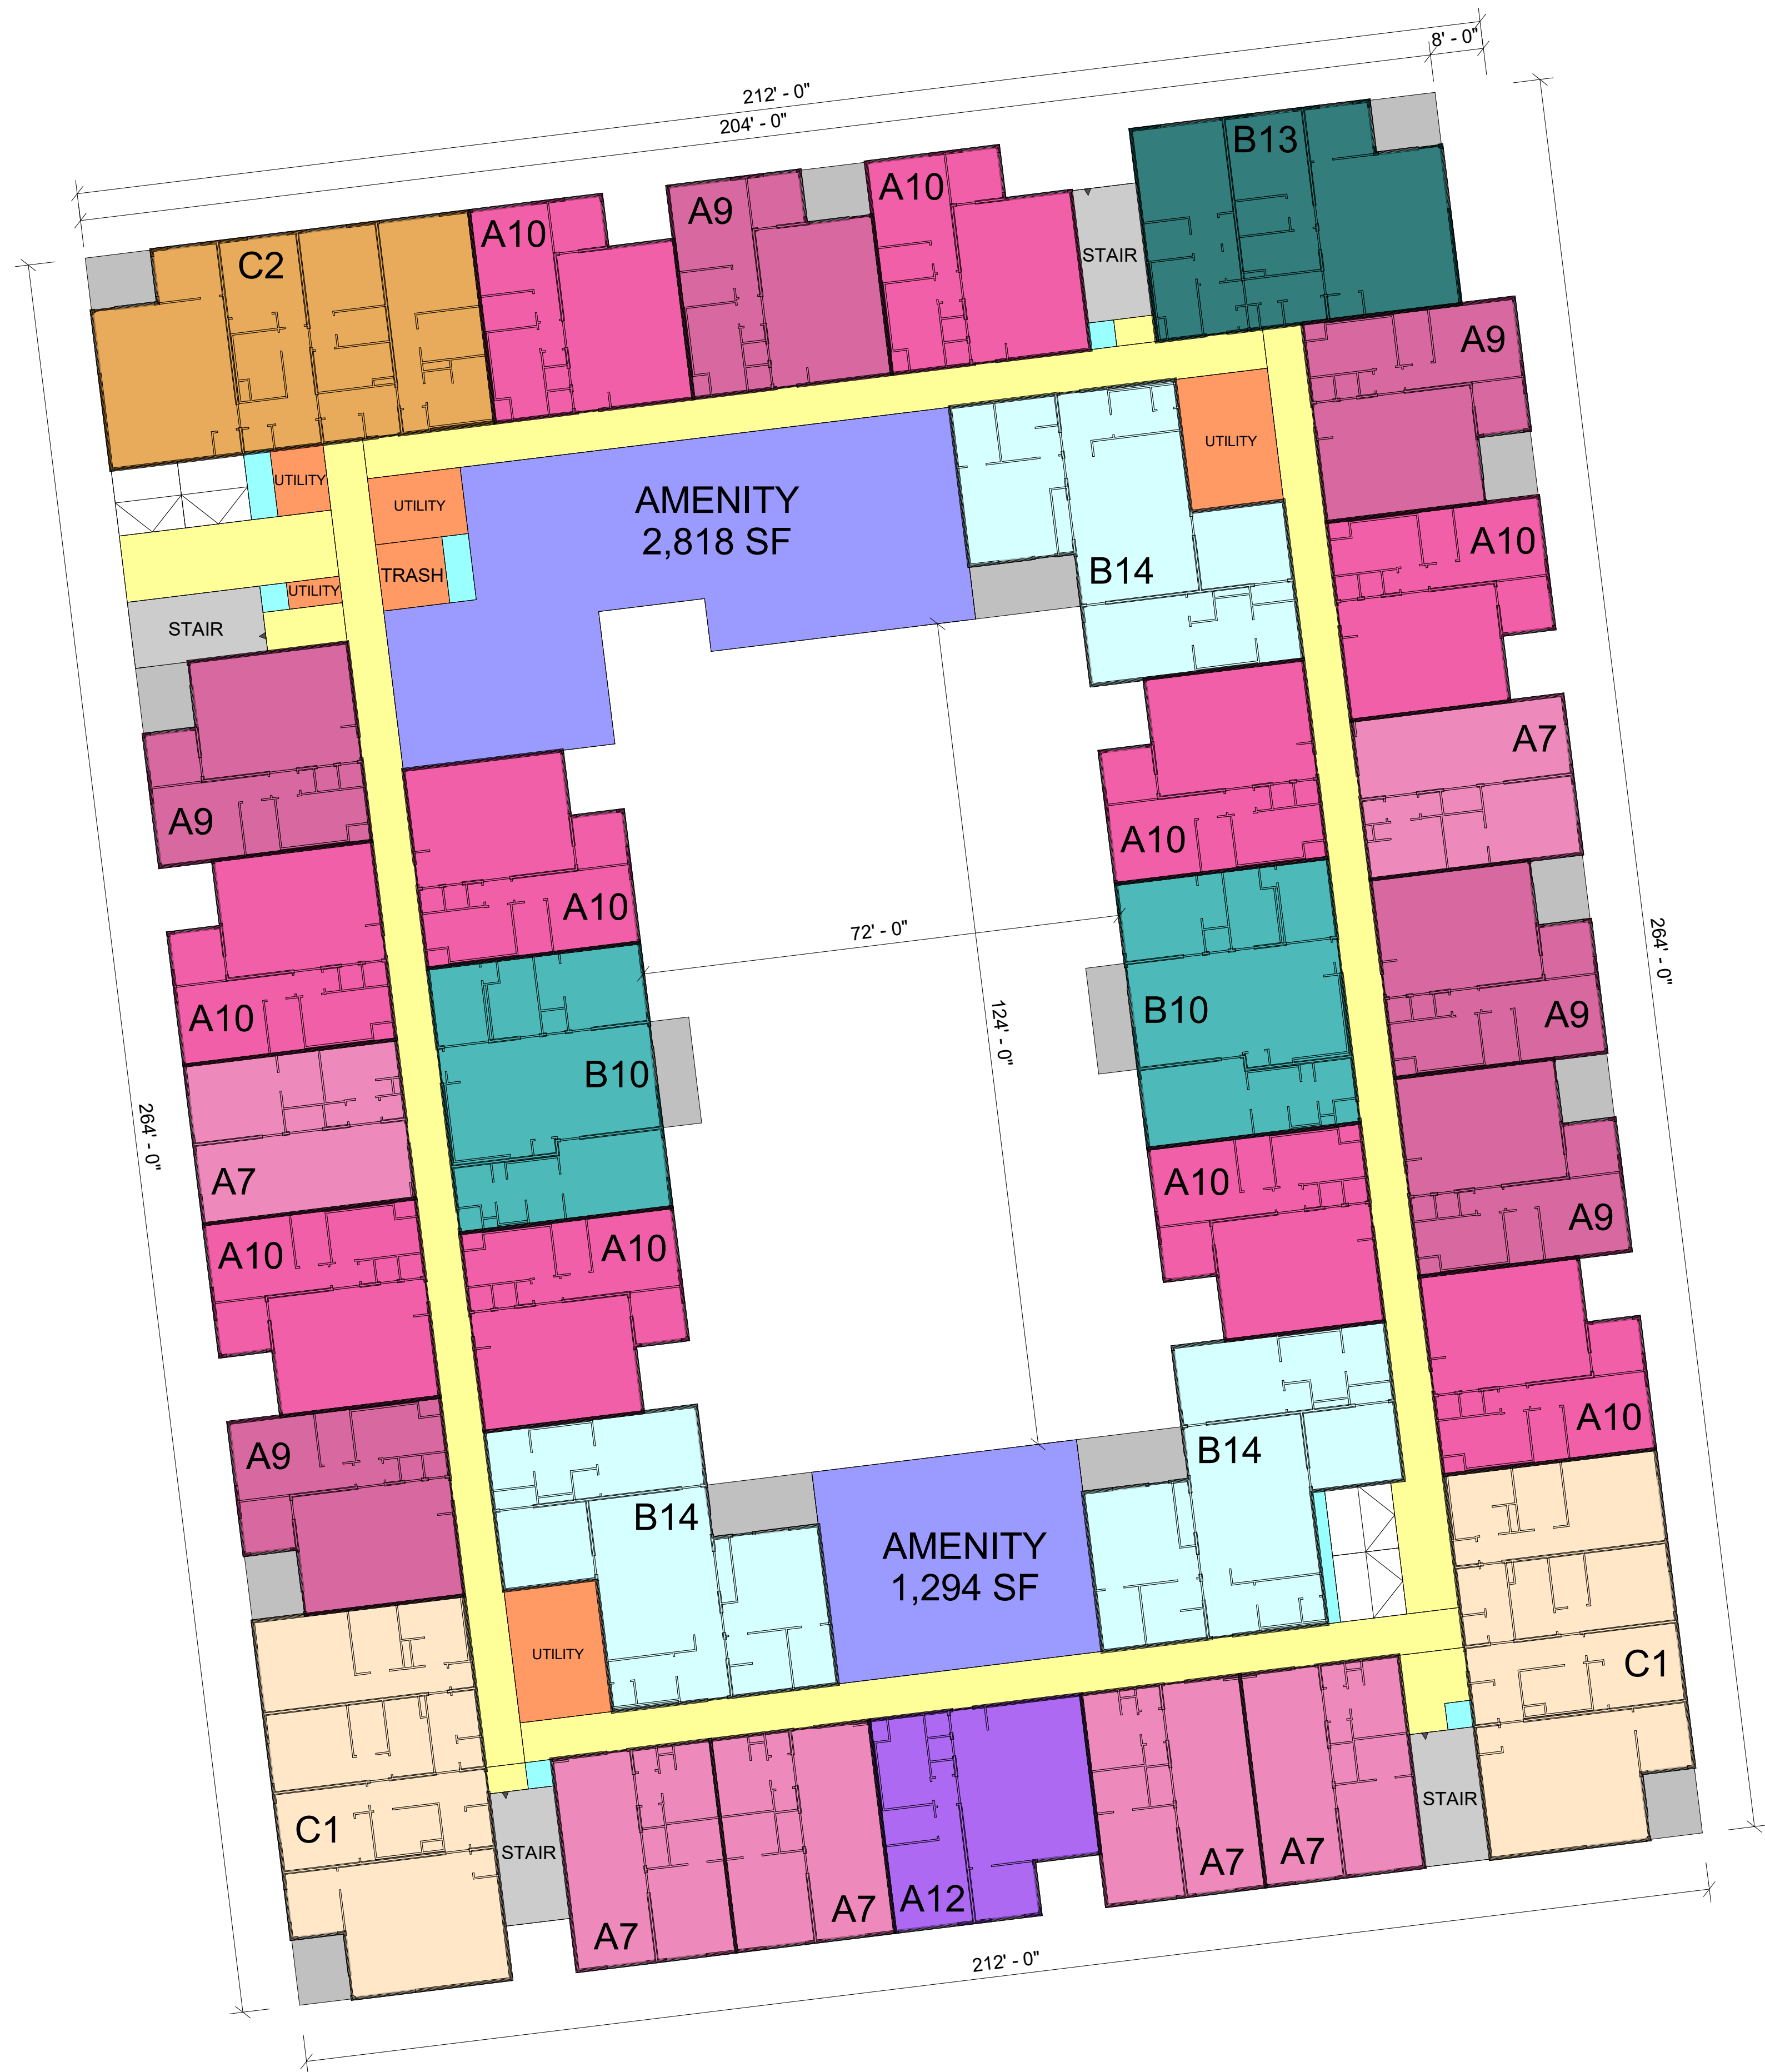 8' - 0"
212' - 0"
204' - 0"
B13
A10
A9
A10
C2
STAIR
A9
UTILITY
UTILITY
UTILITY
AMENITY
2,818 SF
A10
B14
TRASH
UTILITY
STAIR
A7
A9
A10
A10
72' - 0"
264' - 0"
B10
A9
A10
124' - 0"
B10
264' - 0"
A7
A10
A9
A10
A10
A10
B14
A9
B14
AMENITY
1,294 SF
UTILITY
C1
C1
STAIR
STAIR
A7
A7
A12
A7
A7
212' - 0"